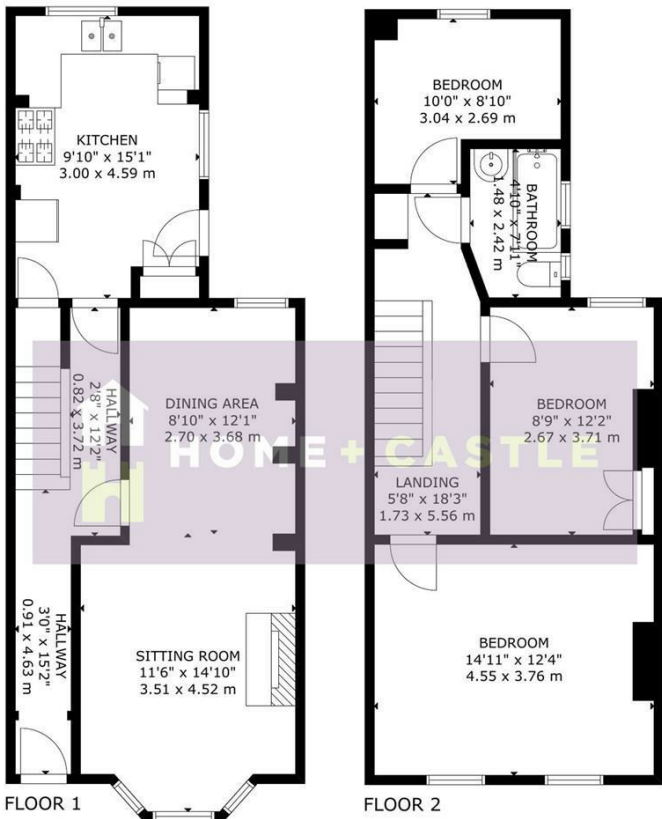 KITCHEN
9'10" x 15'1"
3.00 x 4.59 m
HALLWAY
2'8" x 12'2"
0.82 x 3.72 m
DINING AREA
8'10" x 12'1"
2.70 x 3.68 m
HALLWAY
3'0" x 15'2"
0.91 x 4.63 m
SITTING ROOM
11'6" x 14'10"
3.51 x 4.52 m
FLOOR 1
BEDROOM
10'0" x 8'10"
3.04 x 2.69 m
BATHROOM
4'10" x 7'11"
1.48 x 2.42 m
BEDROOM
8'9" x 12'2"
2.67 x 3.71 m
LANDING
5'8" x 18'3"
1.73 x 5.56 m
BEDROOM
14'11" x 12'4"
4.55 x 3.76 m
FLOOR 2
HOME + CASTLE